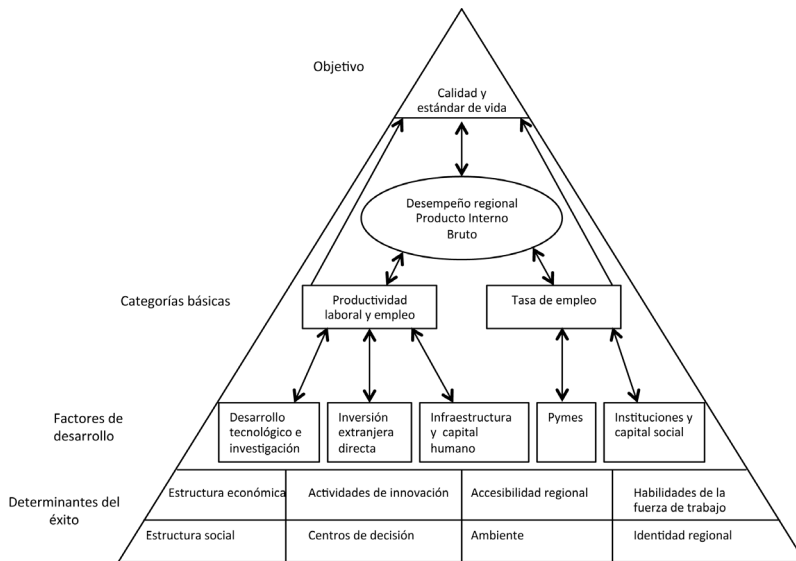 Objetivo
Calidad y
estándar de vida
Desempeño regional
Producto Interno
Bruto
Categorías básicas
Productividad
laboral y empleo
Tasa de empleo
Factores de
desarrollo
Desarrollo
tecnológico e
investigación
Inversión
extranjera
directa
Infraestructura
y capital
humano
Pymes
Instituciones y
capital social
Determinantes del
éxito
Estructura económica
Actividades de innovación
Accesibilidad regional
Habilidades de la
fuerza de trabajo
Estructura social
Centros de decisión
Ambiente
Identidad regional